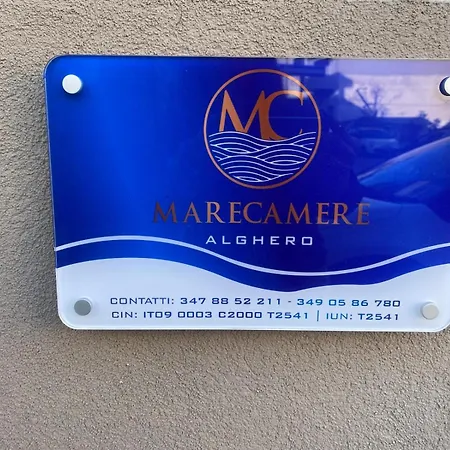 MC
MARECAMERE
ALGHERO
CONTATTI: 347 88 52 211 - 349 05 86 780
CIN: IT09 0003 C2000 T2541 | IUN: T2541